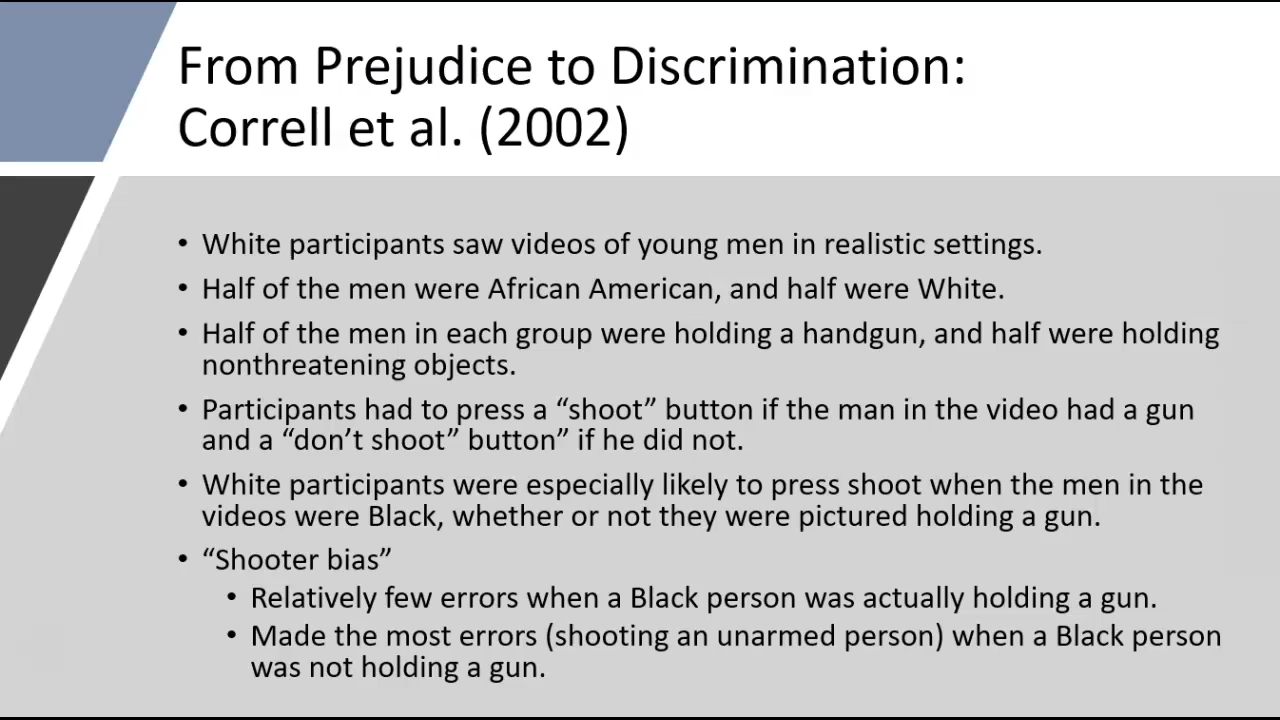 From Prejudice to Discrimination:
Correll et al. (2002)
• White participants saw videos of young men in realistic settings.
• Half of the men were African American, and half were White.
• Half of the men in each group were holding a handgun, and half were holding
nonthreatening objects.
• Participants had to press a “shoot” button if the man in the video had a gun
and a “don’t shoot” button” if he did not.
• White participants were especially likely to press shoot when the men in the
videos were Black, whether or not they were pictured holding a gun.
• “Shooter bias”
• Relatively few errors when a Black person was actually holding a gun.
• Made the most errors (shooting an unarmed person) when a Black person
was not holding a gun.